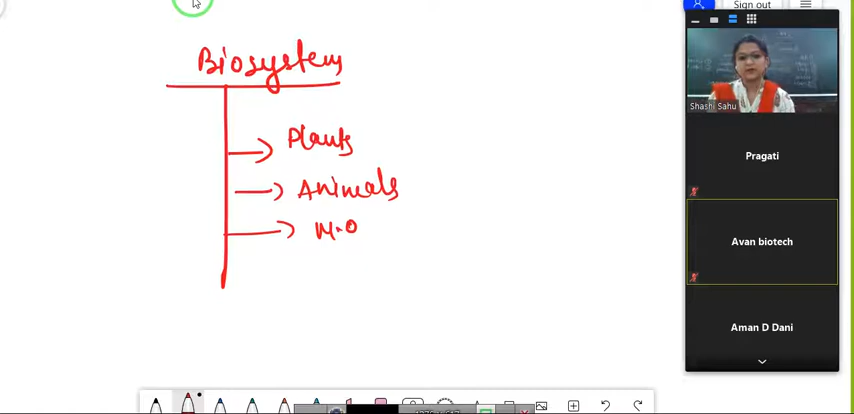 Sign out
Biosystem
Plants
Animals
M.O
Shashi Sahu
Pragati
Avan biotech
Aman D Dani